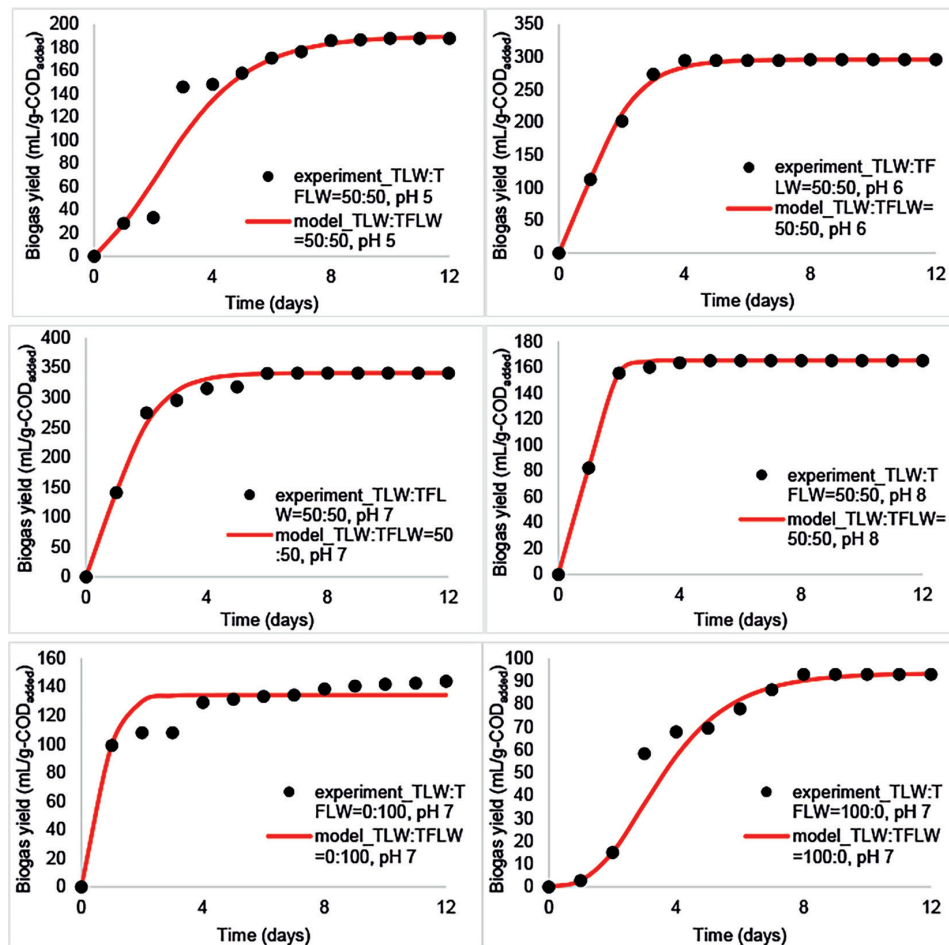 Biogas yield (mL/g-CODadded)
200
180
160
140
120
100
80
60
40
20
0
experiment_TLW:T
FLW=50:50, pH 5
model_TLW:TFLW
=50:50, pH 5
0
4
8
12
Time (days)
Biogas yield (mL/g-CODadded)
350
300
250
200
150
100
50
0
experiment_TLW:TF
LW=50:50, pH 6
model_TLW:TFLW=
50:50, pH 6
0
4
8
12
Time (days)
Biogas yield (mL/g-CODadded)
400
350
300
250
200
150
100
50
0
experiment_TLW:TFL
W=50:50, pH 7
model_TLW:TFLW=50
:50, pH 7
0
4
8
12
Time (days)
Biogas yield (mL/g-CODadded)
180
160
140
120
100
80
60
40
20
0
experiment_TLW:T
FLW=50:50, pH 8
model_TLW:TFLW=
50:50, pH 8
0
4
8
12
Time (days)
Biogas yield (mL/g-CODadded)
160
140
120
100
80
60
40
20
0
experiment_TLW:T
FLW=0:100, pH 7
model_TLW:TFLW
=0:100, pH 7
0
4
8
12
Time (days)
Biogas yield (mL/g-CODadded)
100
90
80
70
60
50
40
30
20
10
0
experiment_TLW:T
FLW=100:0, pH 7
model_TLW:TFLW
=100:0, pH 7
0
4
8
12
Time (days)